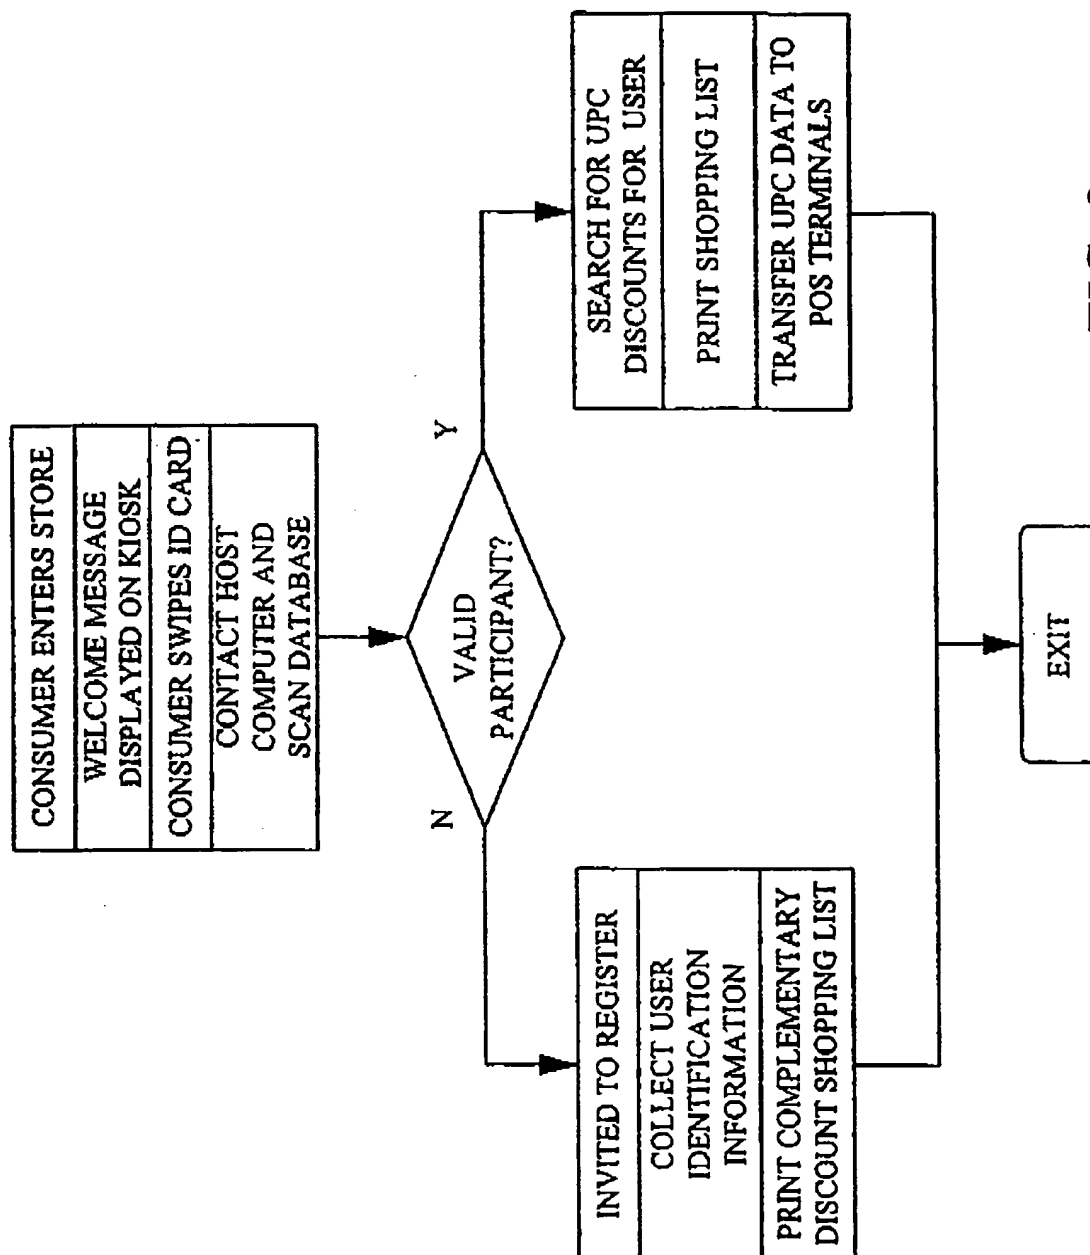 CONSUMER ENTERS STORE
WELCOME MESSAGE
DISPLAYED ON KIOSK
CONSUMER SWIPES ID CARD
CONTACT HOST
COMPUTER AND
SCAN DATABASE
VALID
PARTICIPANT?
N
Y
INVITED TO REGISTER
COLLECT USER
IDENTIFICATION
INFORMATION
PRINT COMPLEMENTARY
DISCOUNT SHOPPING LIST
SEARCH FOR UPC
DISCOUNTS FOR USER
PRINT SHOPPING LIST
TRANSFER UPC DATA TO
POS TERMINALS
EXIT